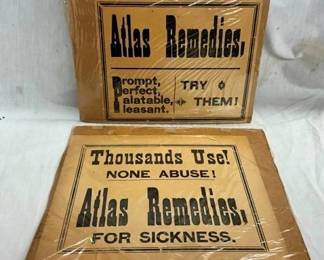 Atlas Remedies.
Prompt,
Perfect,
Palatable,
Pleasant.
TRY
THEM!
Thousands Use!
NONE ABUSE!
Atlas Remedies.
FOR SICKNESS.